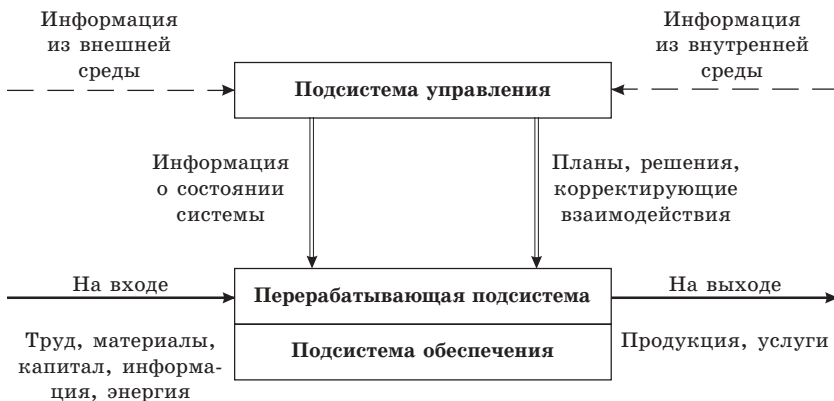 Информация
из внешней
среды
Информация
из внутренней
среды
Подсистема управления
Информация
о состоянии
системы
Планы, решения,
корректирующие
взаимодействия
На входе
Перерабатывающая подсистема
На выходе
Труд, материалы,
капитал, информа-
ция, энергия
Подсистема обеспечения
Продукция, услуги